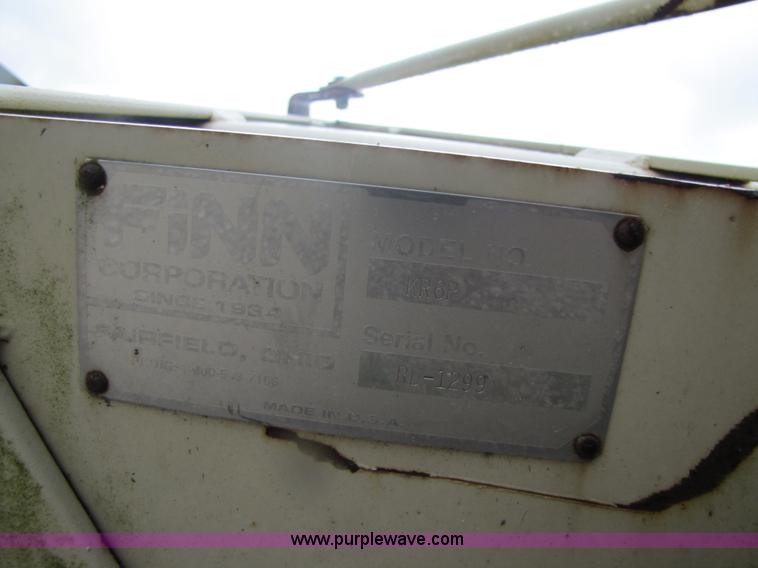 FINN
CORPORATION
SINCE 1934
FAIRFIELD, OHIO
MADE IN U.S.A.
MODEL NO.
KR6P
Serial No.
RL-1299
www.purplewave.com